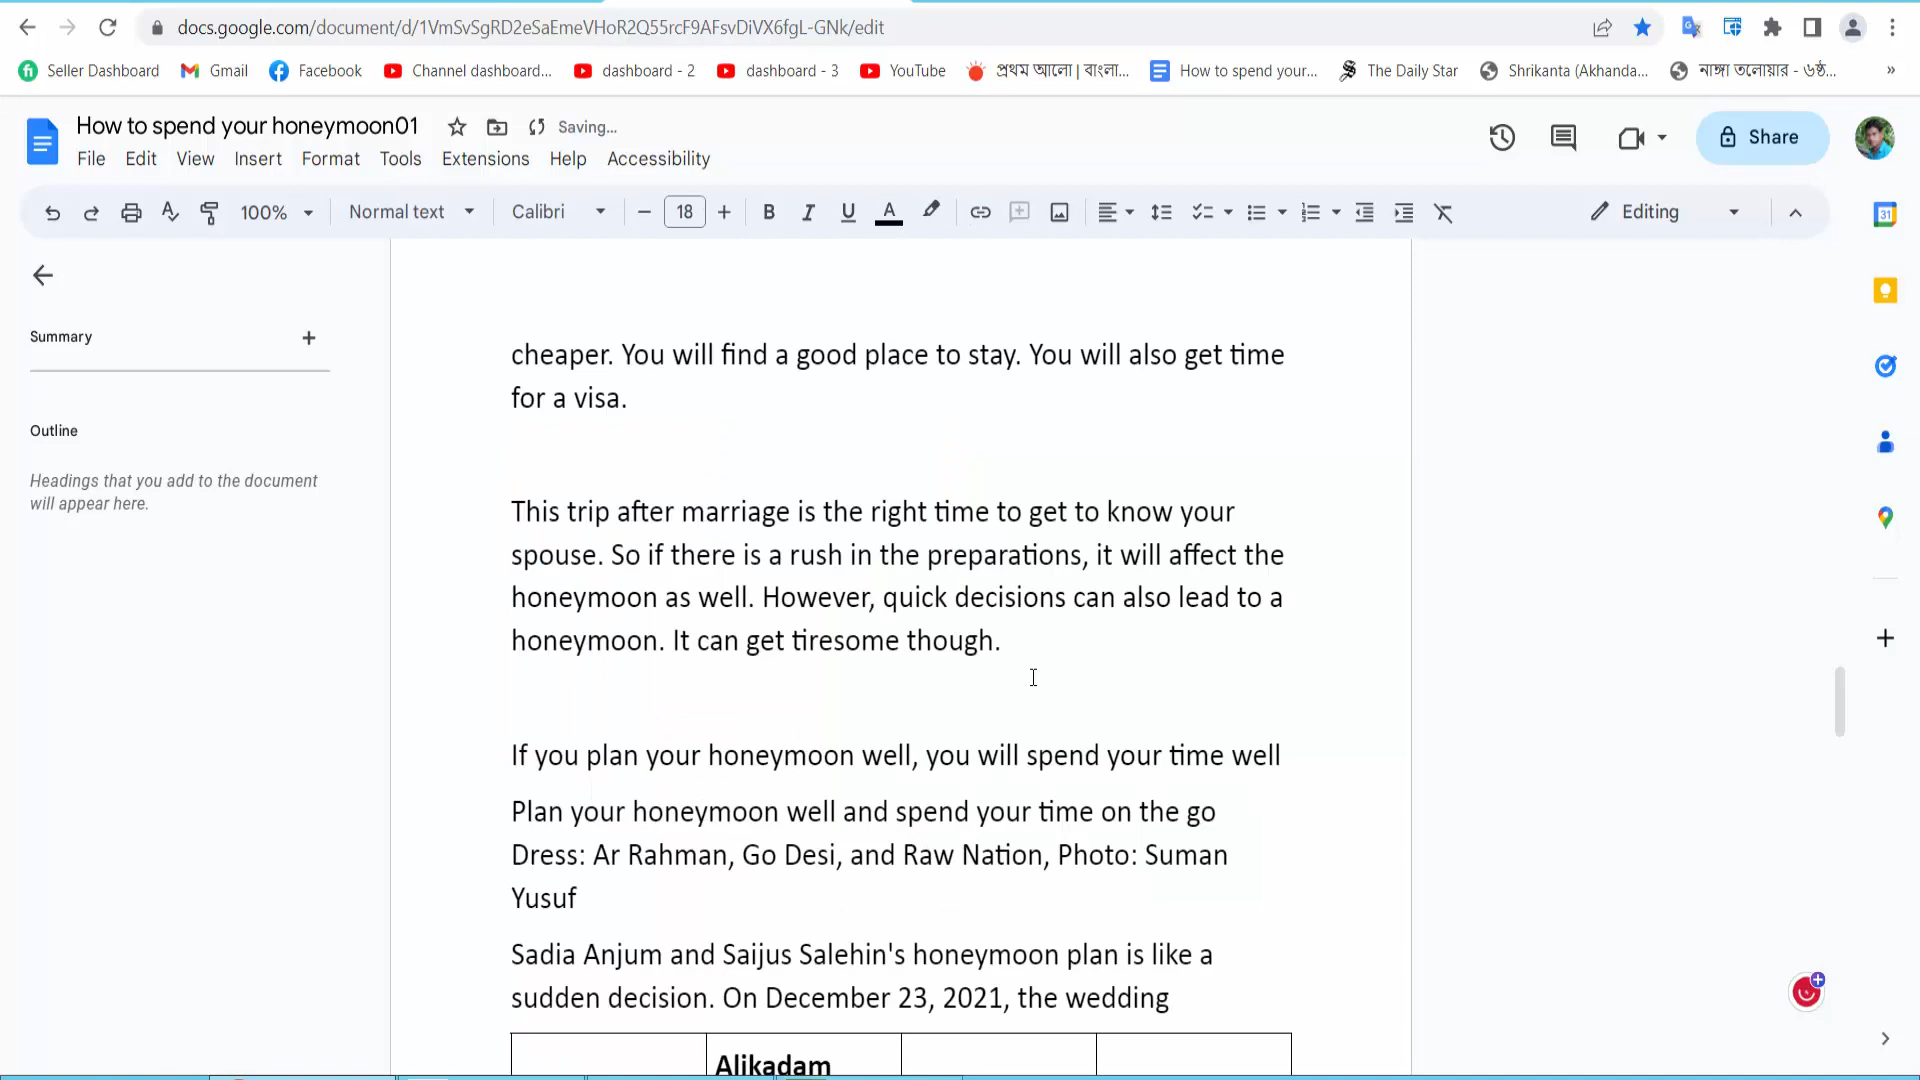 docs.google.com/document/d/1VmSvSgRD2eSaEmeVHoR2Q55rcF9AFsvDiVX6fgL-GNk/edit
Seller Dashboard Gmail Facebook Channel dashboard... dashboard - 2 dashboard - 3 YouTube প্রথম আলো | বাংলা... How to spend your... The Daily Star Shrikanta (Akhanda... নাঙ্গা তলোয়ার - ৬ষ্ঠ... »
How to spend your honeymoon01 Saving...
File Edit View Insert Format Tools Extensions Help Accessibility
Share
100% Normal text Calibri 18 B I U A Editing
31
Summary
Outline
Headings that you add to the document
will appear here.
cheaper. You will find a good place to stay. You will also get time
for a visa.
This trip after marriage is the right time to get to know your
spouse. So if there is a rush in the preparations, it will affect the
honeymoon as well. However, quick decisions can also lead to a
honeymoon. It can get tiresome though.
If you plan your honeymoon well, you will spend your time well
Plan your honeymoon well and spend your time on the go
Dress: Ar Rahman, Go Desi, and Raw Nation, Photo: Suman
Yusuf
Sadia Anjum and Saijus Salehin's honeymoon plan is like a
sudden decision. On December 23, 2021, the wedding
Alikadam